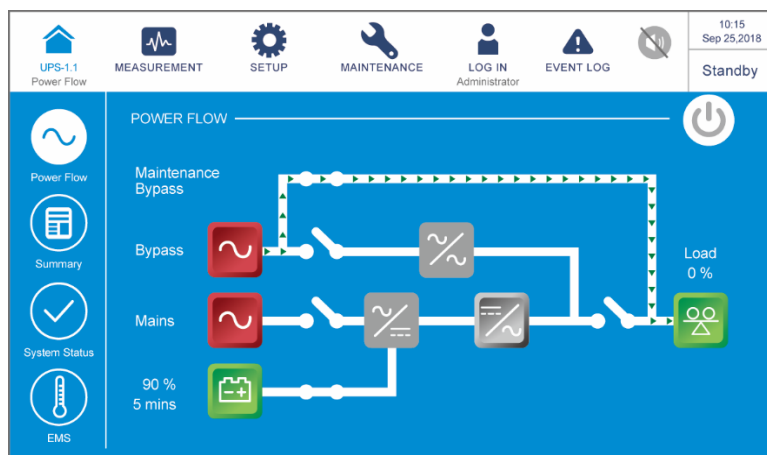 UPS-1.1
Power Flow
MEASUREMENT
SETUP
MAINTENANCE
LOG IN
Administrator
EVENT LOG
10:15
Sep 25,2018
Standby
Power Flow
Summary
System Status
EMS
POWER FLOW
Maintenance
Bypass
Bypass
Mains
90 %
5 mins
Load
0 %